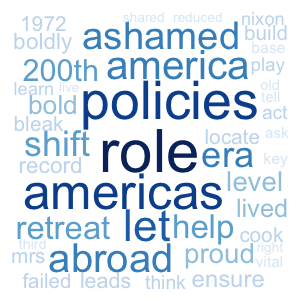 1972 shared reduced nixon
boldly ashamed build
base
200th america play
learn live old
tell
bold policies act
bleak
shift role locate ask
record era key
americas level
lived
retreat let help cook
third right
mrs abroad proud vital
failed leads think ensure